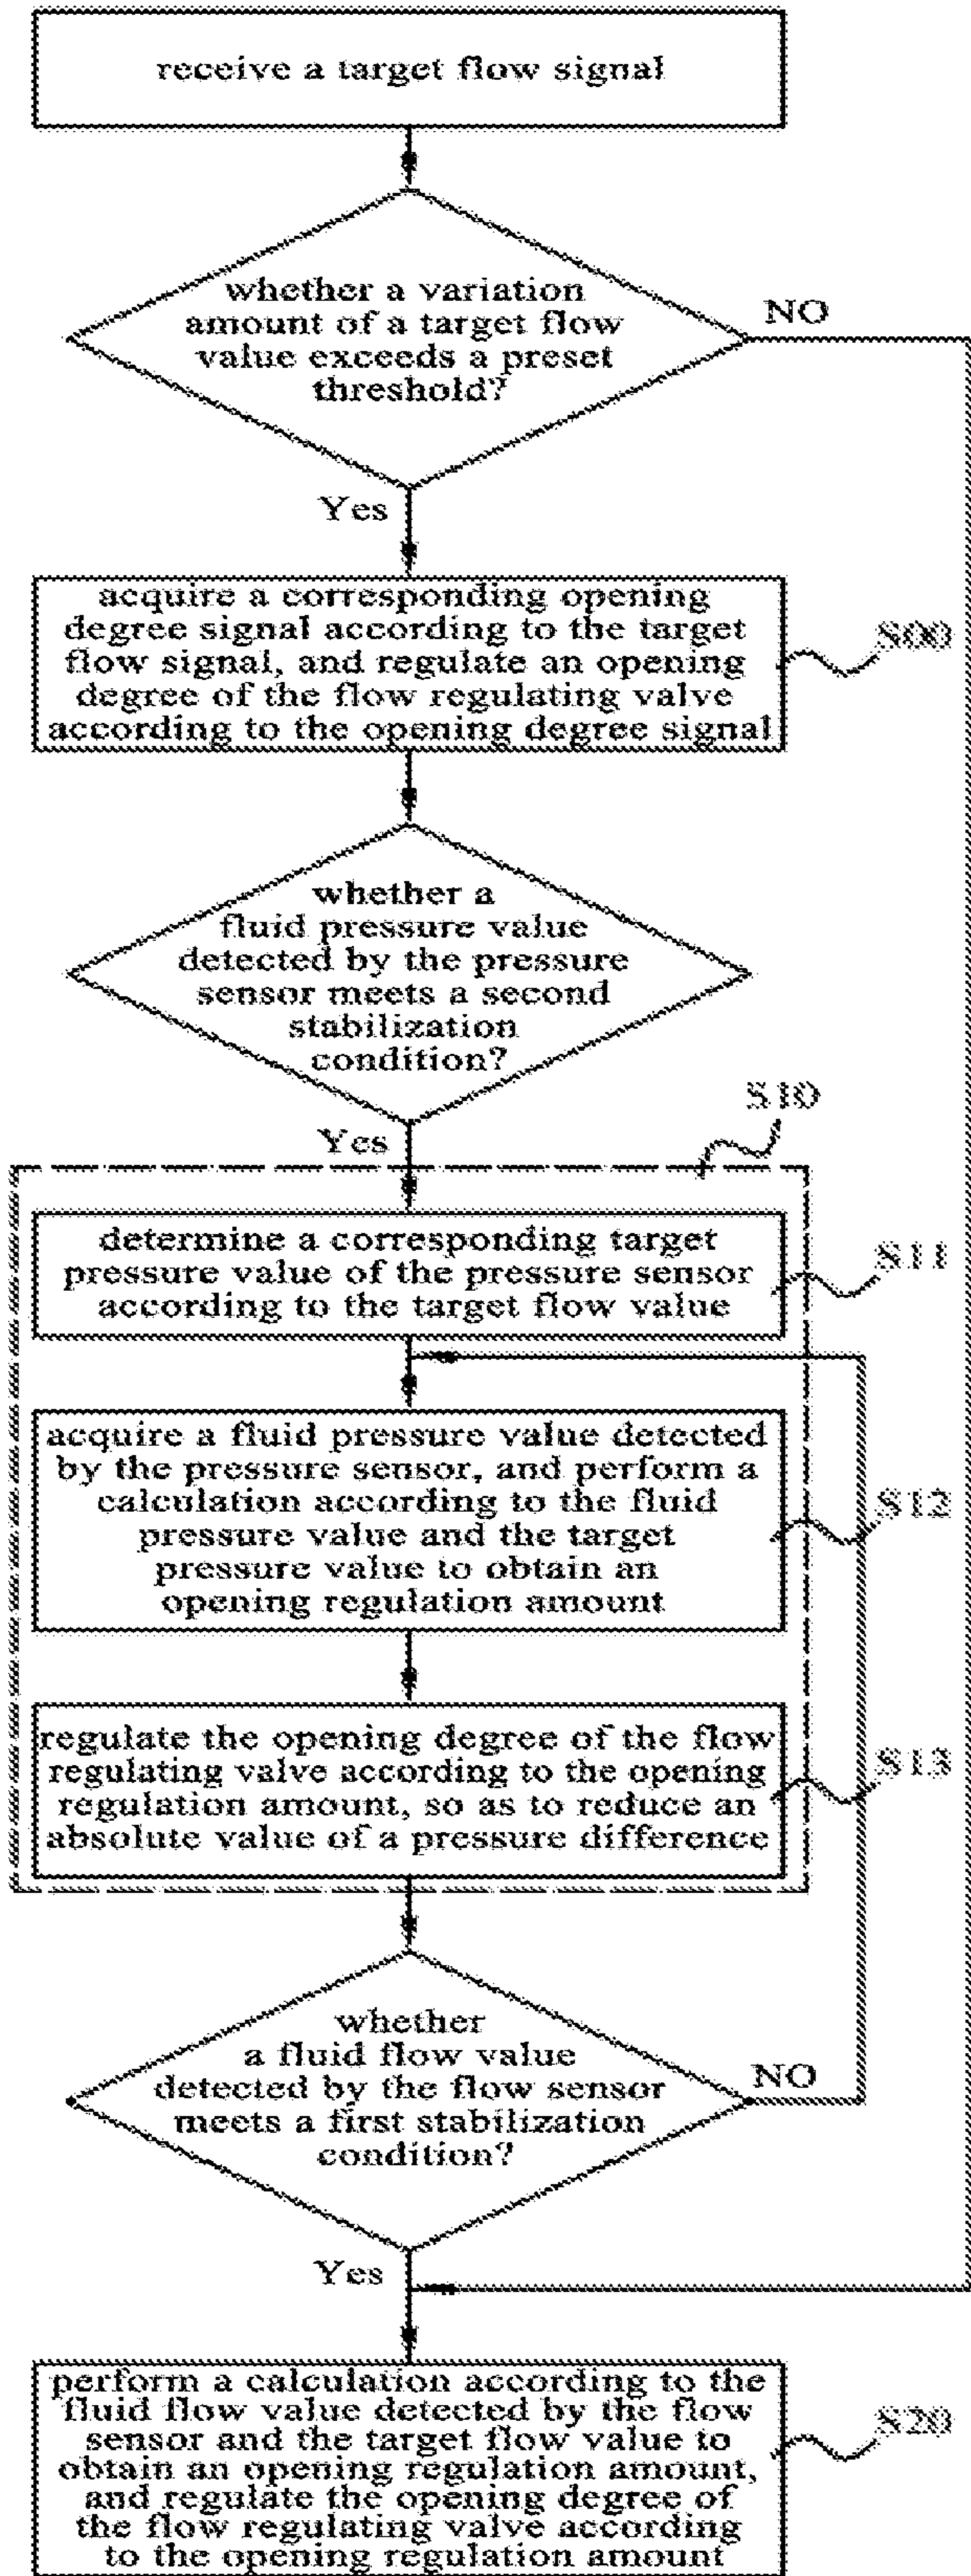 receive a target flow signal
whether a variation
amount of a target flow
value exceeds a preset
threshold?
NO
Yes
acquire a corresponding opening
degree signal according to the target
flow signal, and regulate an opening
degree of the flow regulating valve
according to the opening degree signal
S00
whether a
fluid pressure value
detected by the pressure
sensor meets a second
stabilization
condition?
S10
Yes
determine a corresponding target
pressure value of the pressure sensor
according to the target flow value
S11
acquire a fluid pressure value detected
by the pressure sensor, and perform a
calculation according to the fluid
pressure value and the target
pressure value to obtain an
opening regulation amount
S12
regulate the opening degree of the flow
regulating valve according to the opening
regulation amount, so as to reduce an
absolute value of a pressure difference
S13
whether
a fluid flow value
detected by the flow sensor
meets a first stabilization
condition?
NO
Yes
perform a calculation according to the
fluid flow value detected by the flow
sensor and the target flow value to
obtain an opening regulation amount,
and regulate the opening degree of
the flow regulating valve according
to the opening regulation amount
S20